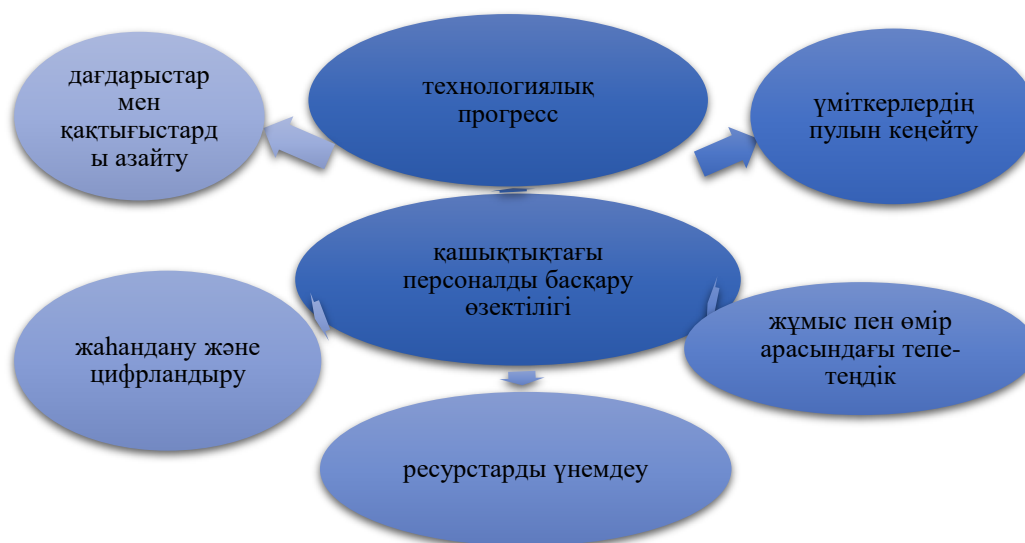 технологиялық
прогресс
үміткерлердің
пулын кеңейту
жұмыс пен өмір
арасындағы тепе-
теңдік
ресурстарды үнемдеу
жаһандану және
цифрландыру
дағдарыстар
мен
қақтығыстард
ы азайту
қашықтықтағы
персоналды басқару
өзектілігі